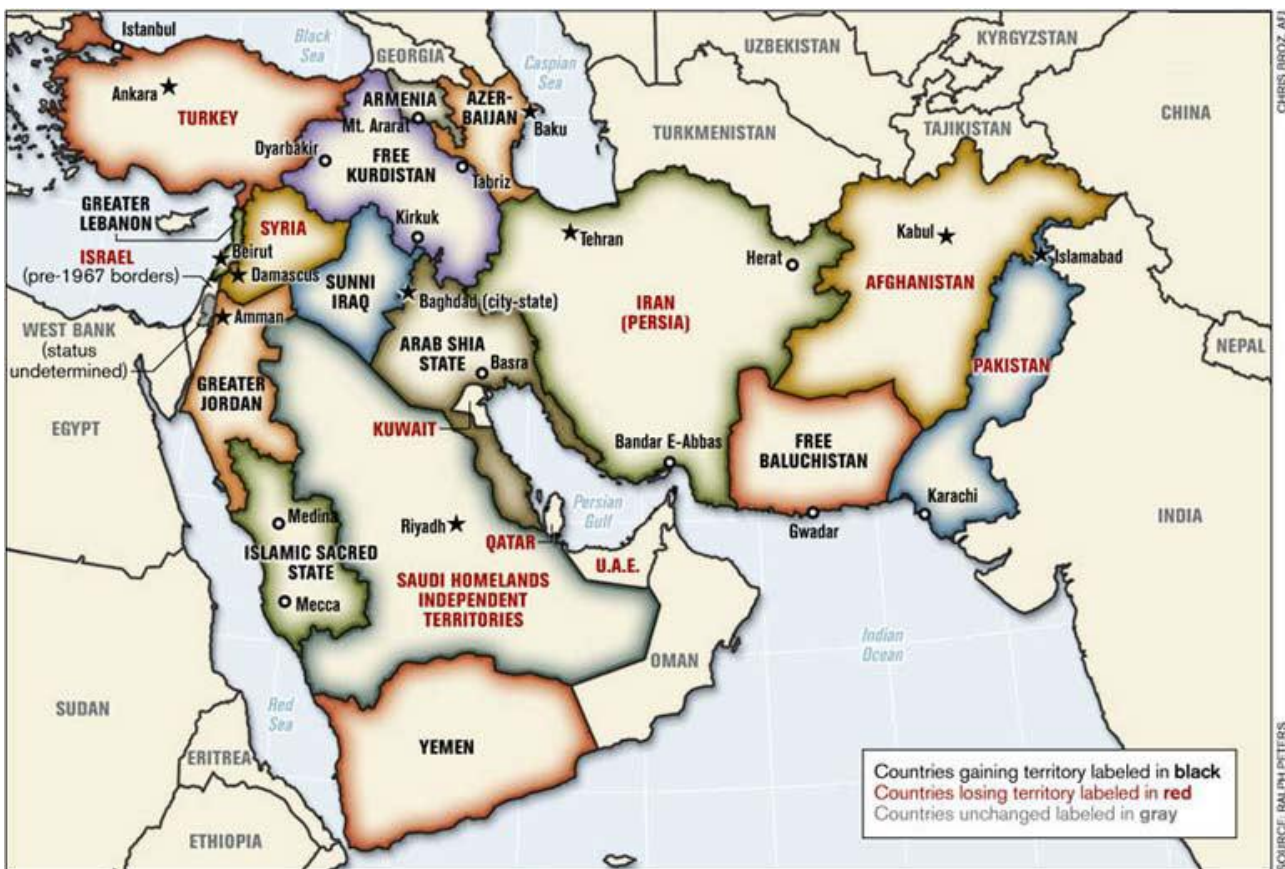 Istanbul
Black
Sea
GEORGIA
Caspian
Sea
UZBEKISTAN
KYRGYZSTAN
CHRIS BROZ, AFJ
Ankara
TURKEY
ARMENIA
Mt. Ararat
AZER-
BAIJAN
Baku
TURKMENISTAN
TAJIKISTAN
CHINA
Dyarbakir
FREE
KURDISTAN
Tabriz
GREATER
LEBANON
SYRIA
Kirkuk
Tehran
Herat
Kabul
Islamabad
ISRAEL
(pre-1967 borders)
Beirut
Damascus
SUNNI
IRAQ
Baghdad (city-state)
IRAN
(PERSIA)
AFGHANISTAN
WEST BANK
(status
undetermined)
Amman
ARAB SHIA
STATE
Basra
PAKISTAN
NEPAL
GREATER
JORDAN
EGYPT
KUWAIT
Bandar E-Abbas
FREE
BALUCHISTAN
Karachi
Gwadar
INDIA
Medina
Riyadh
Persian
Gulf
QATAR
U.A.E.
ISLAMIC SACRED
STATE
Mecca
SAUDI HOMELANDS
INDEPENDENT
TERRITORIES
OMAN
Indian
Ocean
SUDAN
Red
Sea
YEMEN
ERITREA
ETHIOPIA
Countries gaining territory labeled in black
Countries losing territory labeled in red
Countries unchanged labeled in gray
SOURCE: RALPH PETERS